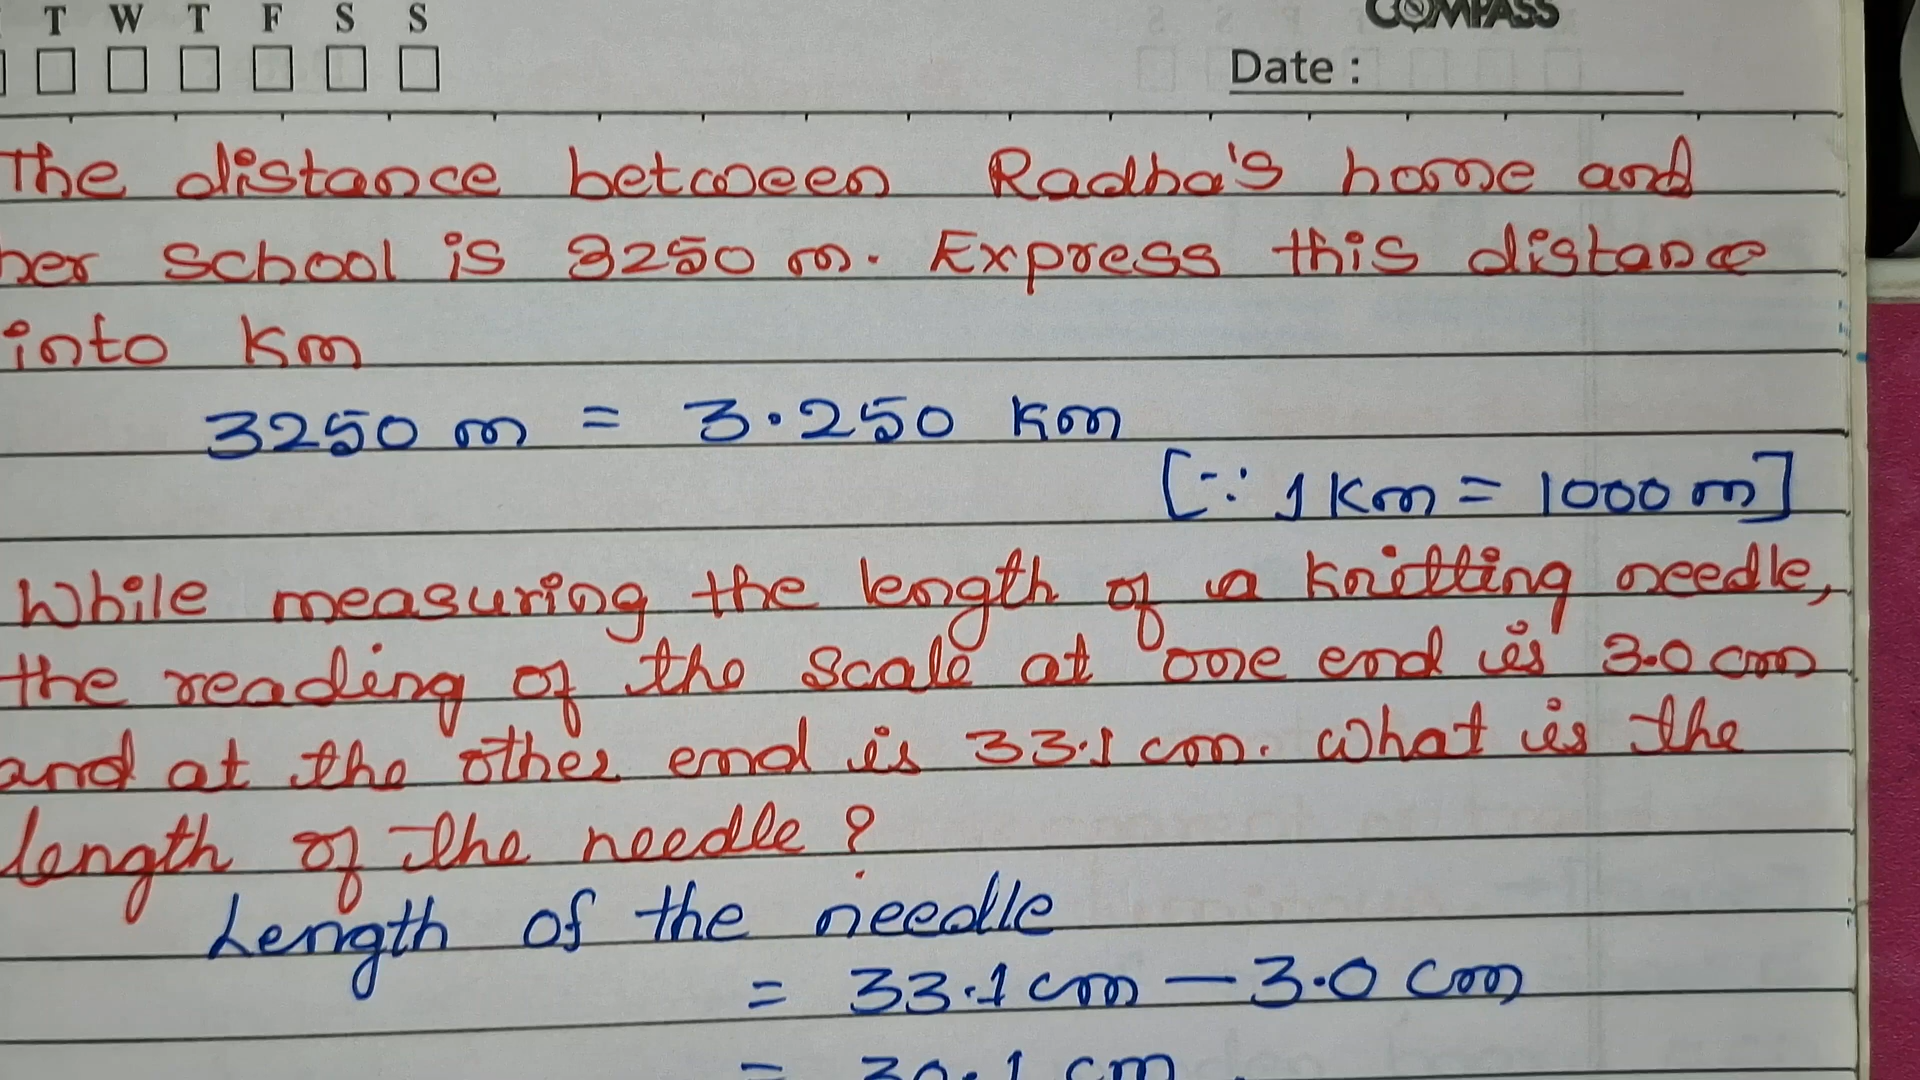 T W T F S S
COMPASS
Date :
The distance between Radha's home and
her school is 3250 m. Express this distance
into Km
3250 m = 3.250 Km
[∵ 1 Km = 1000 m]
While measuring the length of a knitting needle,
the reading of the scale at one end is 3.0 cm
and at the other end is 33.1 cm. What is the
length of the needle ?
Length of the needle
= 33.1 cm - 3.0 cm
= 30.1 cm.